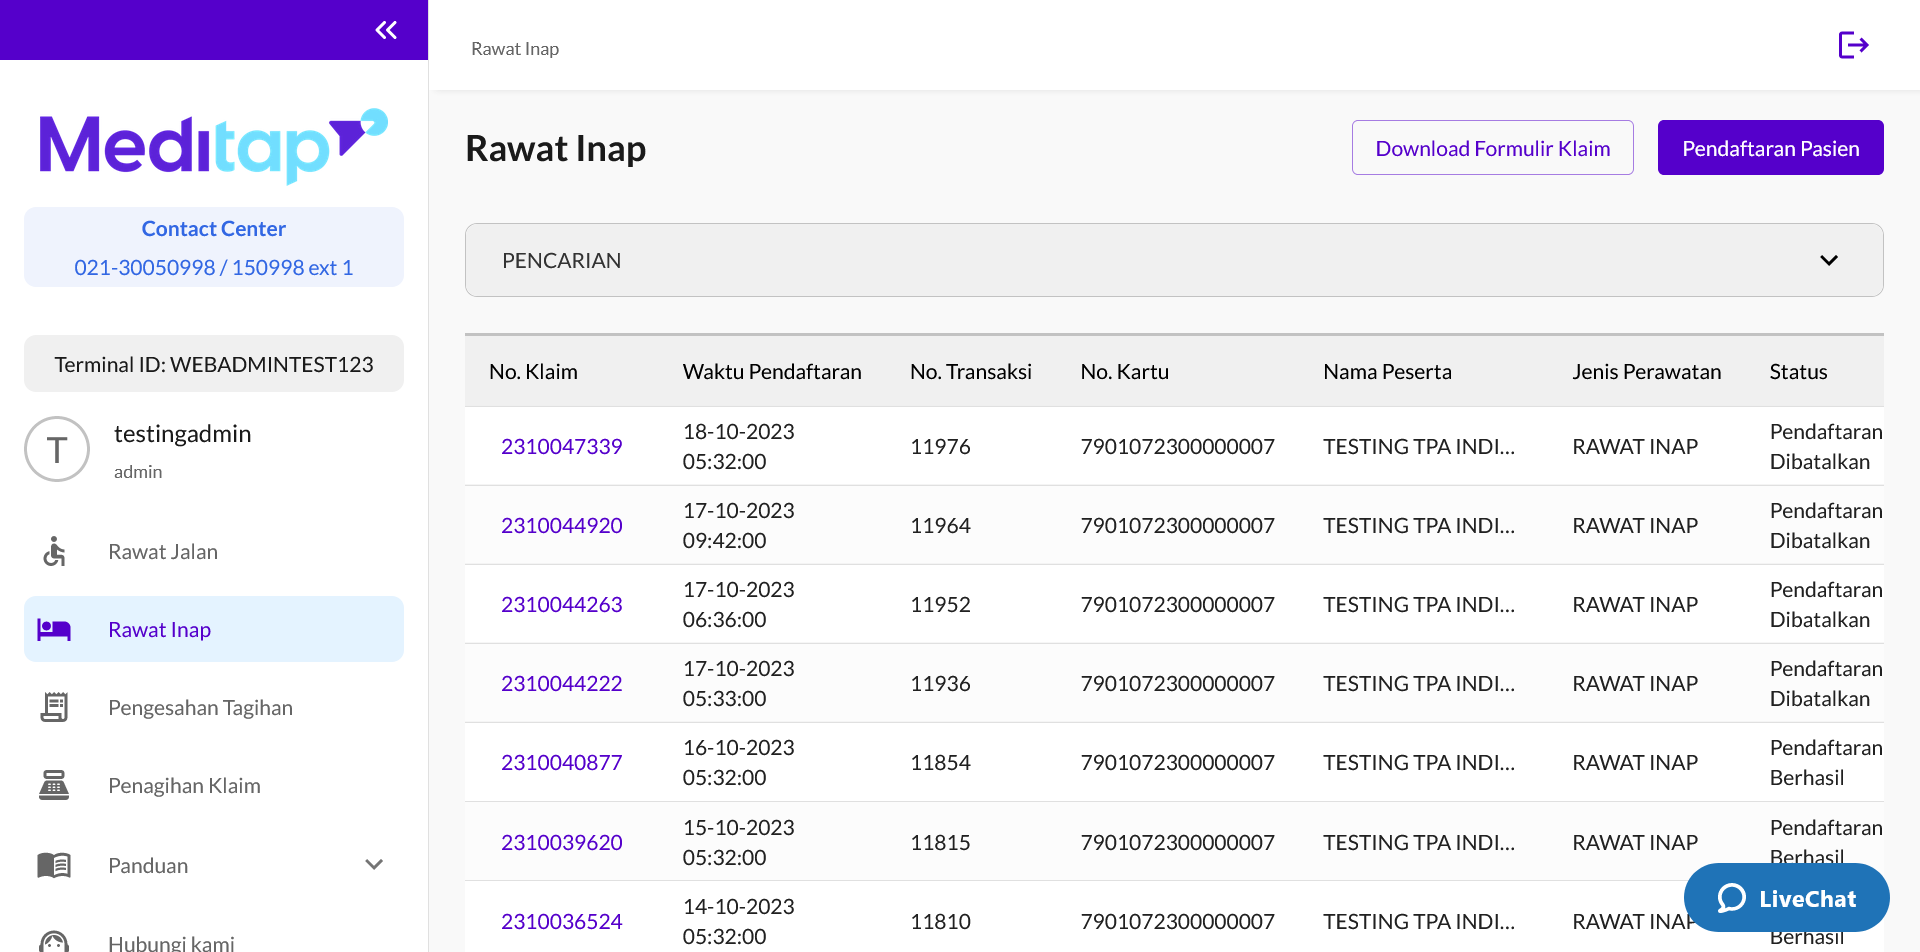 Meditap
Contact Center
021-30050998 / 150998 ext 1
Terminal ID: WEBADMINTEST123
T
testingadmin
admin
Rawat Jalan
Rawat Inap
Pengesahan Tagihan
Penagihan Klaim
Panduan
Hubungi kami
Rawat Inap
Rawat Inap
Download Formulir Klaim
Pendaftaran Pasien
PENCARIAN
No. Klaim Waktu Pendaftaran No. Transaksi No. Kartu Nama Peserta Jenis Perawatan Status
2310047339 18-10-2023 05:32:00 11976 7901072300000007 TESTING TPA INDI... RAWAT INAP Pendaftaran Dibatalkan
2310044920 17-10-2023 09:42:00 11964 7901072300000007 TESTING TPA INDI... RAWAT INAP Pendaftaran Dibatalkan
2310044263 17-10-2023 06:36:00 11952 7901072300000007 TESTING TPA INDI... RAWAT INAP Pendaftaran Dibatalkan
2310044222 17-10-2023 05:33:00 11936 7901072300000007 TESTING TPA INDI... RAWAT INAP Pendaftaran Dibatalkan
2310040877 16-10-2023 05:32:00 11854 7901072300000007 TESTING TPA INDI... RAWAT INAP Pendaftaran Berhasil
2310039620 15-10-2023 05:32:00 11815 7901072300000007 TESTING TPA INDI... RAWAT INAP Pendaftaran Berhasil
2310036524 14-10-2023 05:32:00 11810 7901072300000007 TESTING TPA INDI... RAWAT INAP Berhasil
LiveChat